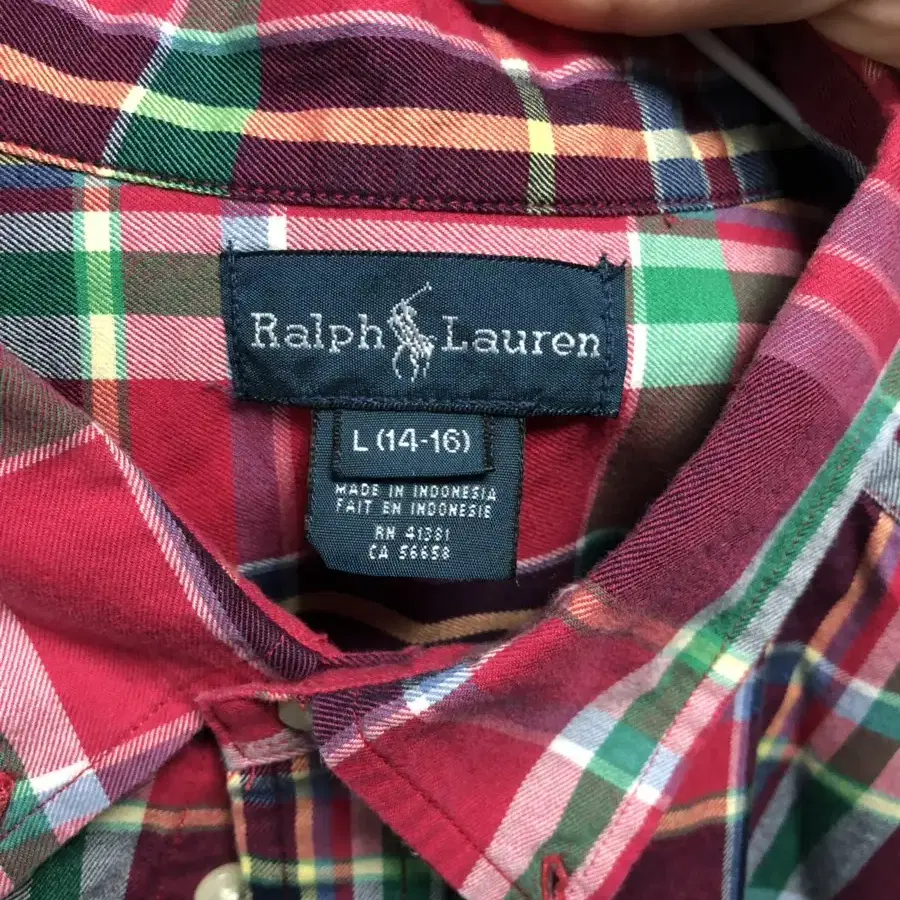 Ralph Lauren
L (14-16)
MADE IN INDONESIA
FAIT EN INDONESIE
RN 41381
CA 56658